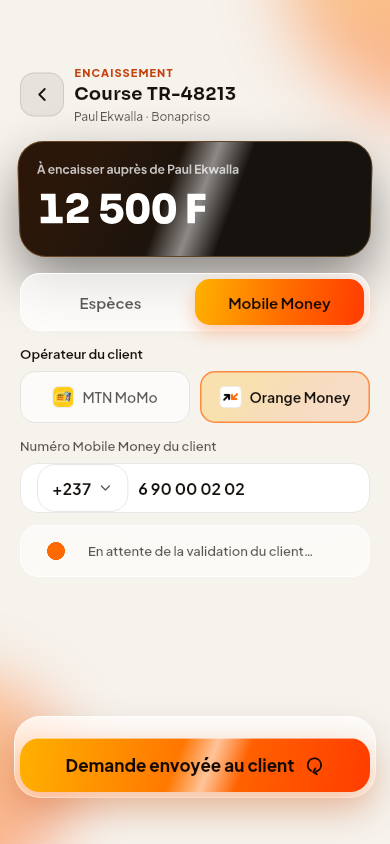 ENCAISSEMENT
Course TR-48213
Paul Ekwalla · Bonapriso
À encaisser auprès de Paul Ekwalla
12 500 F
Espèces
Mobile Money
Opérateur du client
MTN MoMo
Orange Money
Numéro Mobile Money du client
+237 6 90 00 02 02
En attente de la validation du client…
Demande envoyée au client